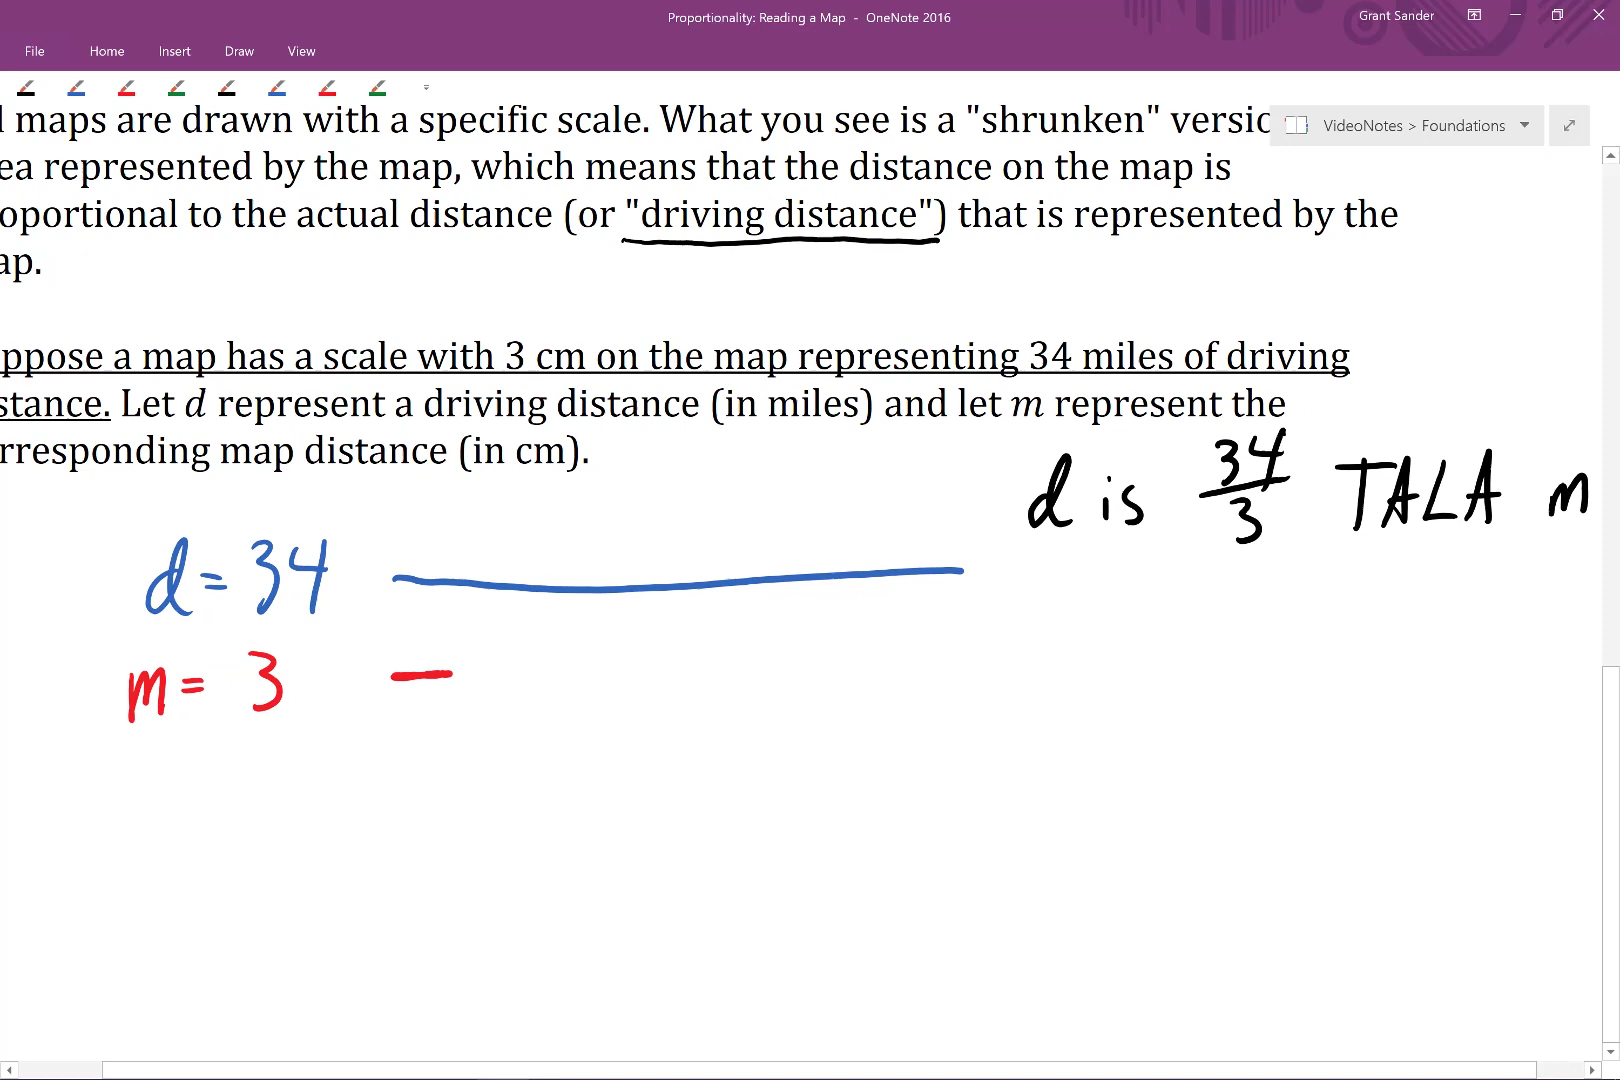 Proportionality: Reading a Map - OneNote 2016
Grant Sander
File Home Insert Draw View
maps are drawn with a specific scale. What you see is a "shrunken" versio
VideoNotes > Foundations
ea represented by the map, which means that the distance on the map is
oportional to the actual distance (or "driving distance") that is represented by the
ap.
ppose a map has a scale with 3 cm on the map representing 34 miles of driving
stance. Let d represent a driving distance (in miles) and let m represent the
rresponding map distance (in cm).
d is 34/3 TALA m
d = 34
m = 3